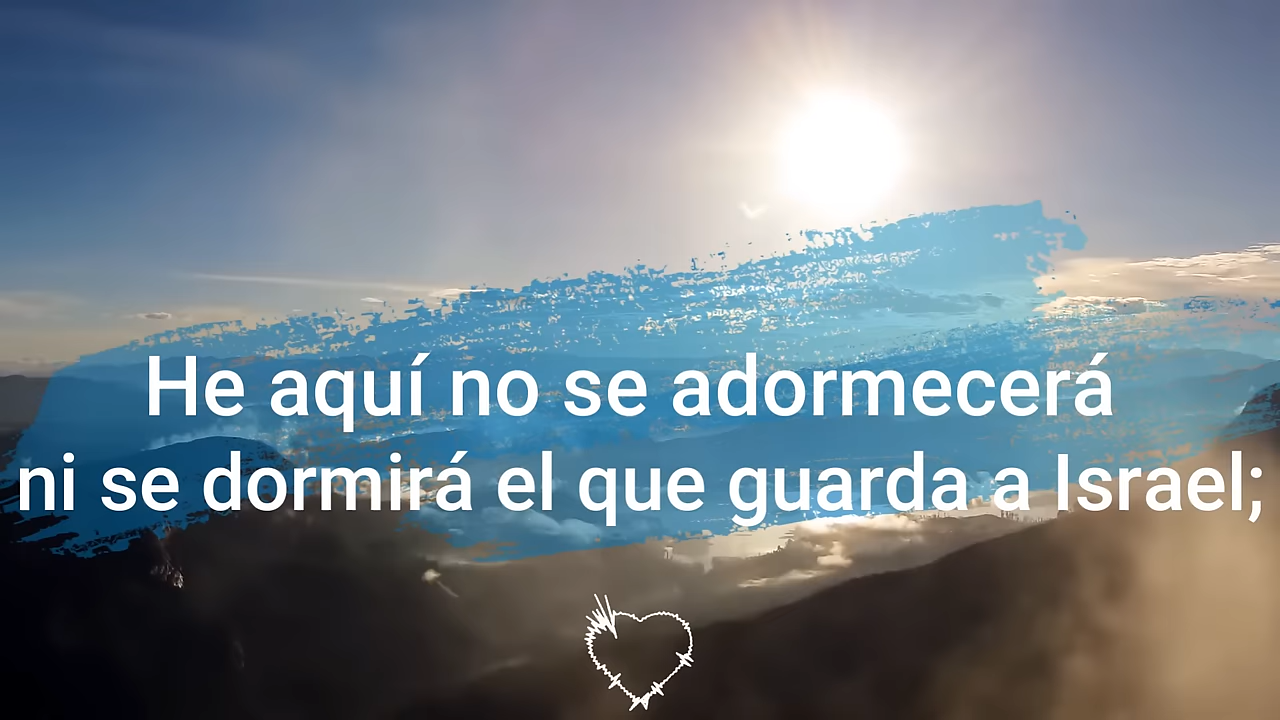 He aquí no se adormecerá
ni se dormirá el que guarda a Israel;